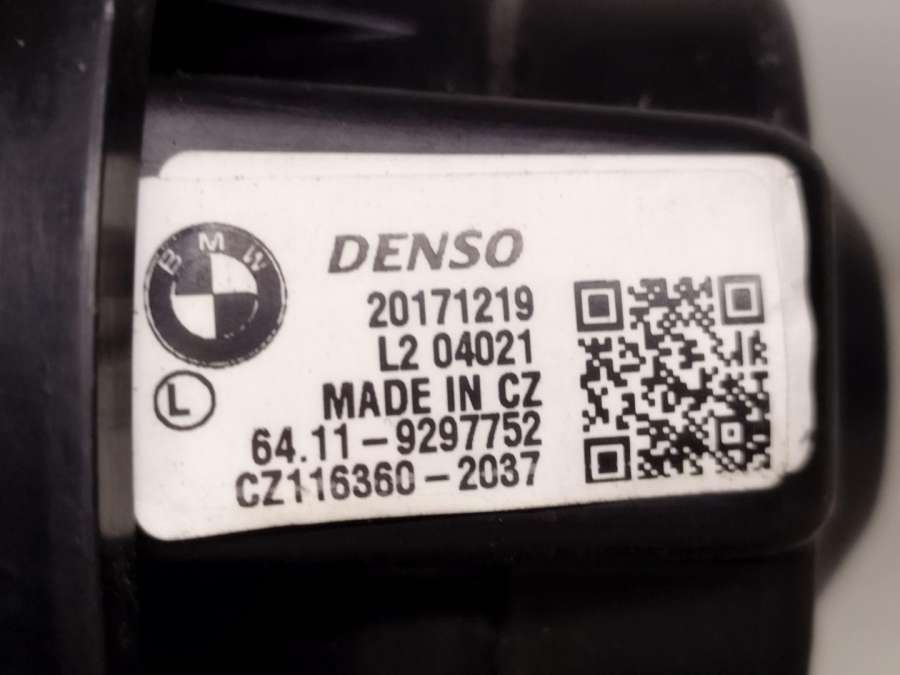 BMW
DENSO
20171219
L2 04021
L
MADE IN CZ
64.11-9297752
CZ116360-2037